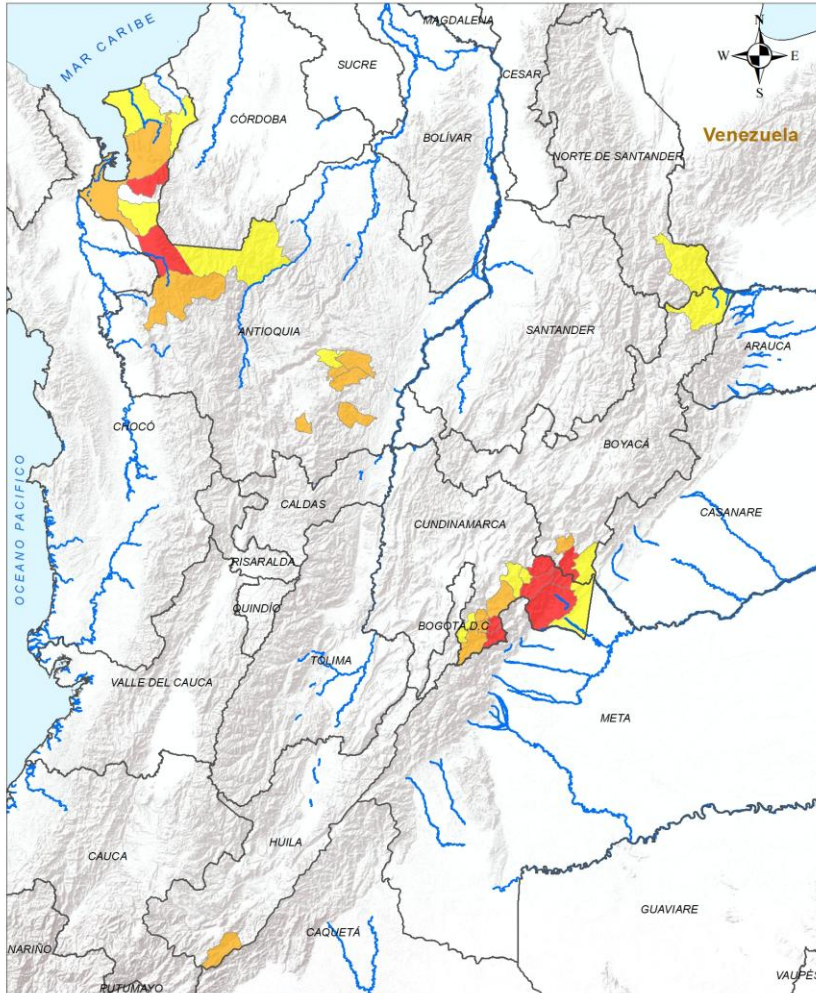 MAGDALENA
N
MAR CARIBE
W
E
S
SUCRE
CESAR
CÓRDOBA
BOLÍVAR
Venezuela
NORTE DE SANTANDER
ANTIOQUIA
SANTANDER
ARAUCA
CHOCÓ
BOYACÁ
OCEANO PACIFICO
CALDAS
CUNDINAMARCA
CASANARE
RISARALDA
QUINDÍO
BOGOTÁ, D.C
TOLIMA
VALLE DEL CAUCA
META
HUILA
CAUCA
GUAVIARE
CAQUETÁ
NARIÑO
PUTUMAYO
VAUPÉS